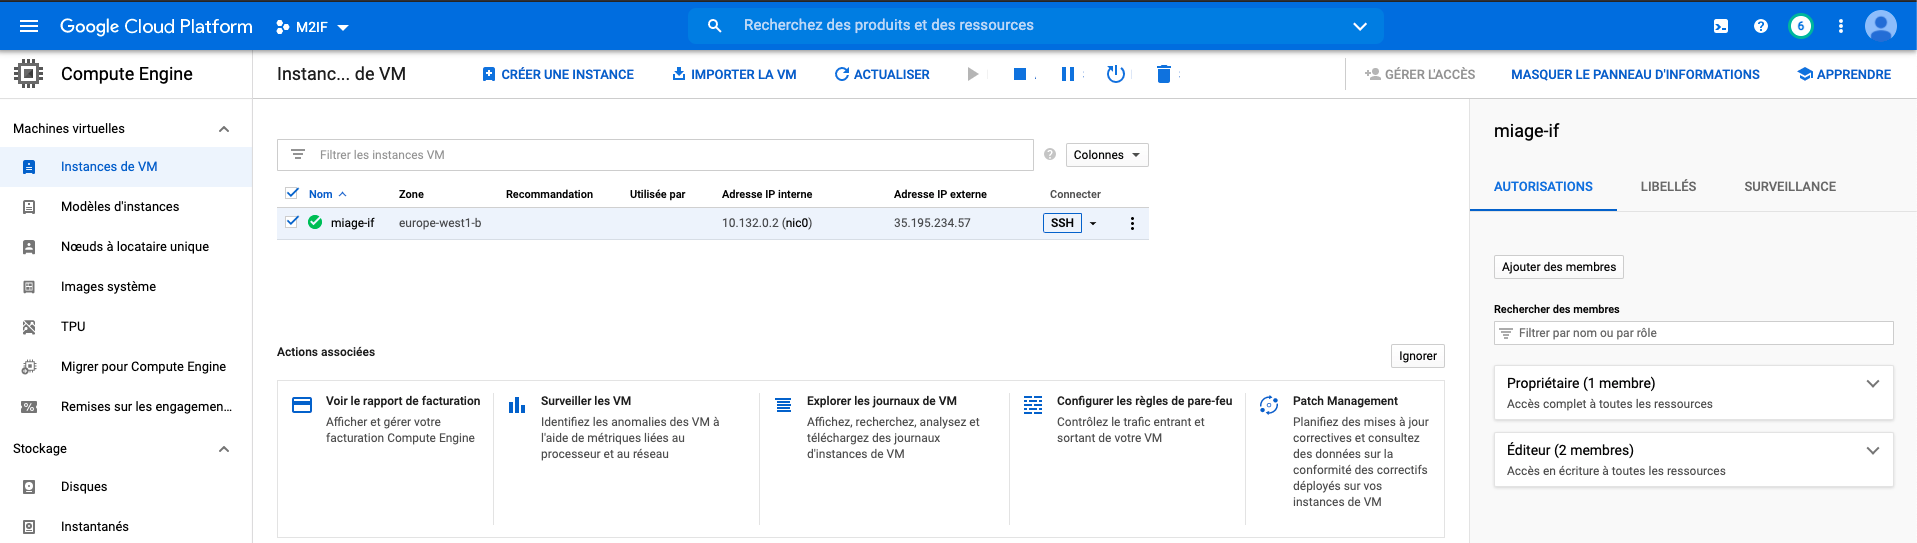 Google Cloud Platform
M2IF
Recherchez des produits et des ressources
6
Compute Engine
Instanc... de VM
CRÉER UNE INSTANCE
IMPORTER LA VM
ACTUALISER
GÉRER L'ACCÈS
MASQUER LE PANNEAU D'INFORMATIONS
APPRENDRE
Machines virtuelles
Instances de VM
Modèles d'instances
Nœuds à locataire unique
Images système
TPU
Migrer pour Compute Engine
Remises sur les engagemen...
Stockage
Disques
Instantanés
Filtrer les instances VM
Colonnes
Nom
Zone
Recommandation
Utilisée par
Adresse IP interne
Adresse IP externe
Connecter
miage-if
europe-west1-b
10.132.0.2 (nic0)
35.195.234.57
SSH
Actions associées
Ignorer
Voir le rapport de facturation
Afficher et gérer votre
facturation Compute Engine
Surveiller les VM
Identifiez les anomalies des VM à
l'aide de métriques liées au
processeur et au réseau
Explorer les journaux de VM
Affichez, recherchez, analysez et
téléchargez des journaux
d'instances de VM
Configurer les règles de pare-feu
Contrôlez le trafic entrant et
sortant de votre VM
Patch Management
Planifiez des mises à jour
correctives et consultez
des données sur la
conformité des correctifs
déployés sur vos
instances de VM
miage-if
AUTORISATIONS
LIBELLÉS
SURVEILLANCE
Ajouter des membres
Rechercher des membres
Filtrer par nom ou par rôle
Propriétaire (1 membre)
Accès complet à toutes les ressources
Éditeur (2 membres)
Accès en écriture à toutes les ressources